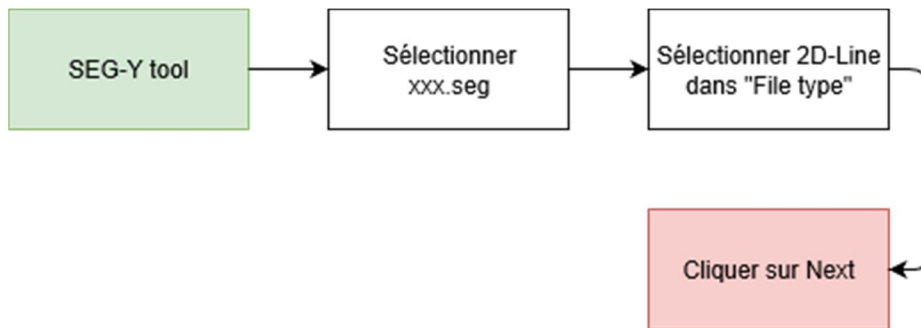 SEG-Y tool
Sélectionner
xxx.seg
Sélectionner 2D-Line
dans "File type"
Cliquer sur Next